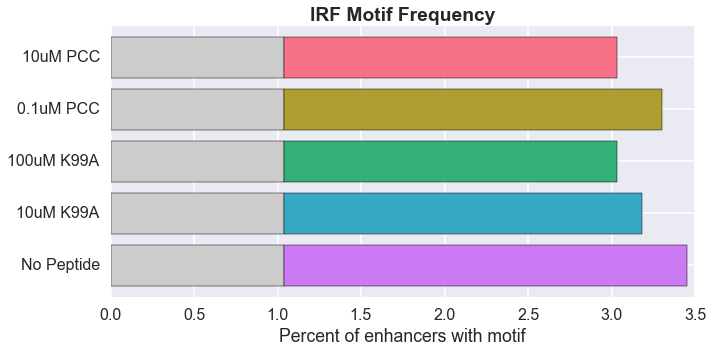 IRF Motif Frequency
10uM PCC
0.1uM PCC
100uM K99A
10uM K99A
No Peptide
0.0 0.5 1.0 1.5 2.0 2.5 3.0 3.5
Percent of enhancers with motif